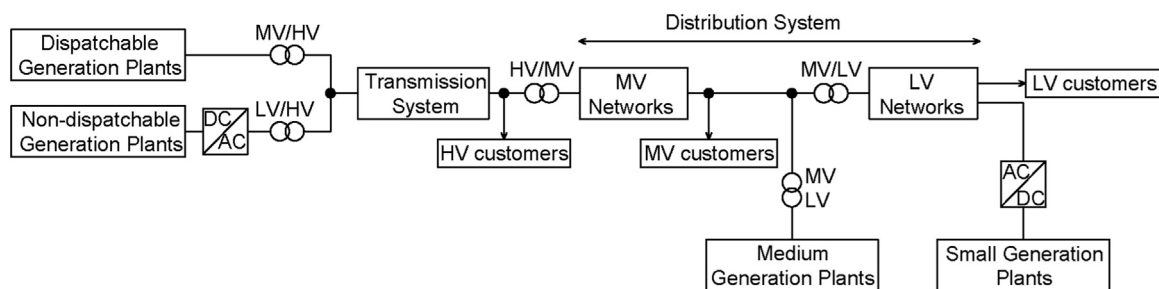 Distribution System
MV/HV
Dispatchable
Generation Plants
HV/MV
MV/LV
Transmission
System
MV
Networks
LV
Networks
LV customers
LV/HV
Non-dispatchable
Generation Plants
DC
AC
HV customers
MV customers
MV
LV
AC
DC
Medium
Generation Plants
Small Generation
Plants